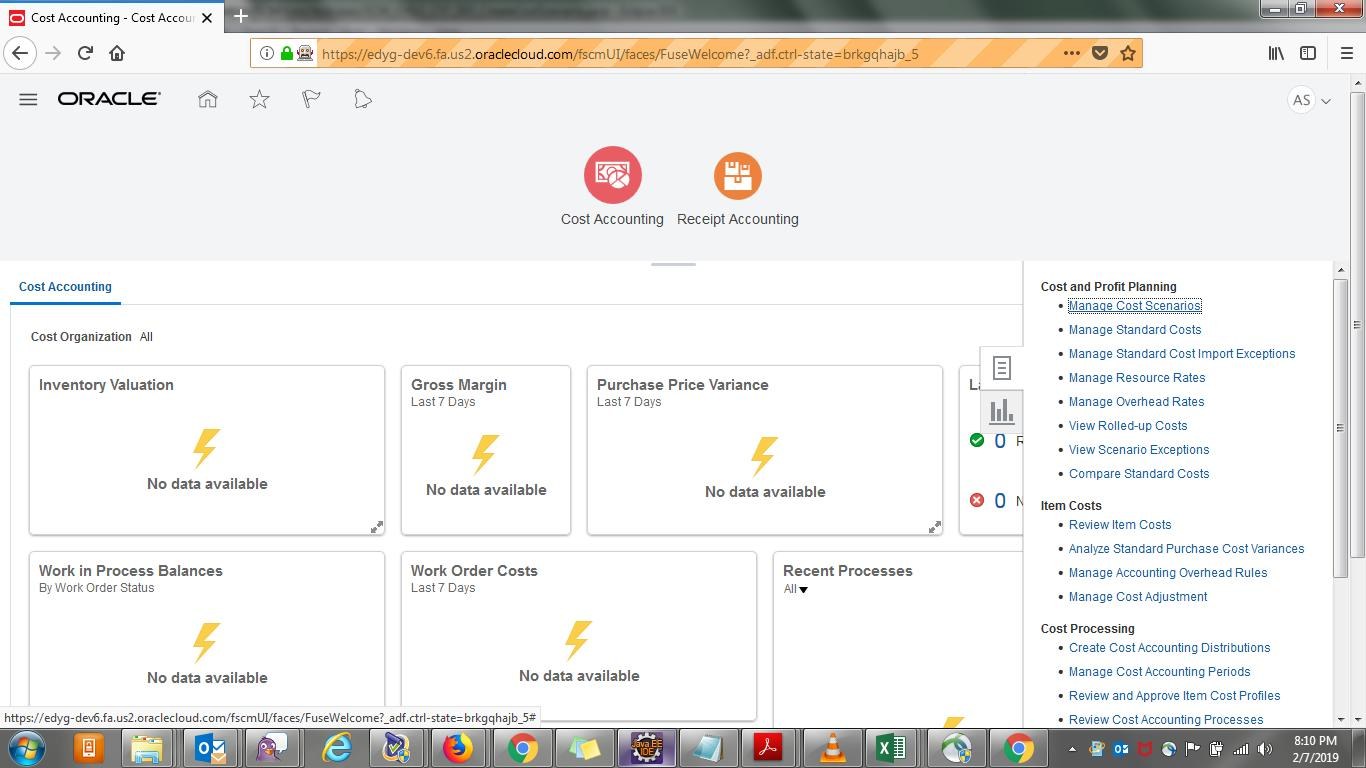 Cost Accounting - Cost Accour
https://edyg-dev6.fa.us2.oraclecloud.com/fscmUI/faces/FuseWelcome?_adf.ctrl-state=brkgqhajb_5
ORACLE
AS
Cost Accounting
Receipt Accounting
Cost Accounting
Cost Organization All
Inventory Valuation
No data available
Gross Margin
Last 7 Days
No data available
Purchase Price Variance
Last 7 Days
No data available
0
0
Work in Process Balances
By Work Order Status
No data available
Work Order Costs
Last 7 Days
No data available
Recent Processes
All
Cost and Profit Planning
Manage Cost Scenarios
Manage Standard Costs
Manage Standard Cost Import Exceptions
Manage Resource Rates
Manage Overhead Rates
View Rolled-up Costs
View Scenario Exceptions
Compare Standard Costs
Item Costs
Review Item Costs
Analyze Standard Purchase Cost Variances
Manage Accounting Overhead Rules
Manage Cost Adjustment
Cost Processing
Create Cost Accounting Distributions
Manage Cost Accounting Periods
Review and Approve Item Cost Profiles
Review Cost Accounting Processes
https://edyg-dev6.fa.us2.oraclecloud.com/fscmUI/faces/FuseWelcome?_adf.ctrl-state=brkgqhajb_5#
Java EE
IDE
8:10 PM
2/7/2019